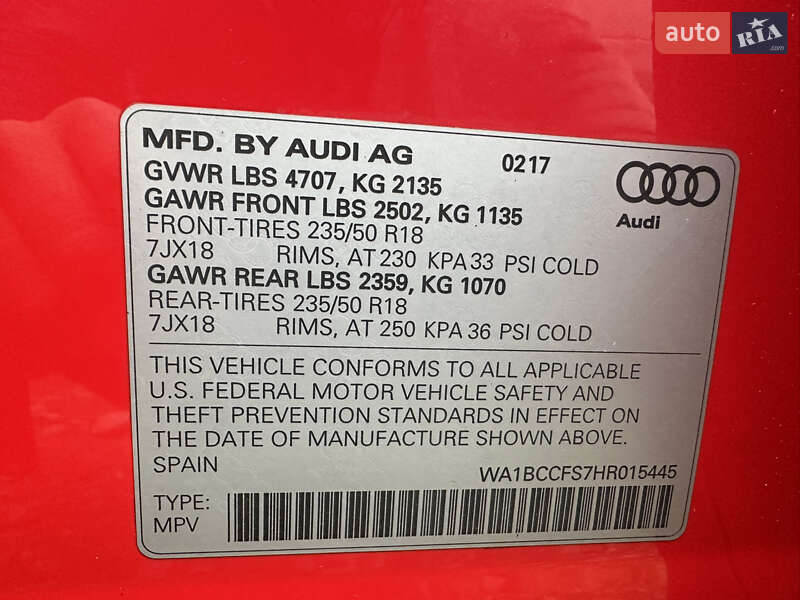 auto RIA.com
MFD. BY AUDI AG 0217
GVWR LBS 4707, KG 2135
GAWR FRONT LBS 2502, KG 1135
Audi
FRONT-TIRES 235/50 R18
7JX18 RIMS, AT 230 KPA 33 PSI COLD
GAWR REAR LBS 2359, KG 1070
REAR-TIRES 235/50 R18
7JX18 RIMS, AT 250 KPA 36 PSI COLD
THIS VEHICLE CONFORMS TO ALL APPLICABLE
U.S. FEDERAL MOTOR VEHICLE SAFETY AND
THEFT PREVENTION STANDARDS IN EFFECT ON
THE DATE OF MANUFACTURE SHOWN ABOVE.
SPAIN WA1BCCFS7HR015445
TYPE:
MPV